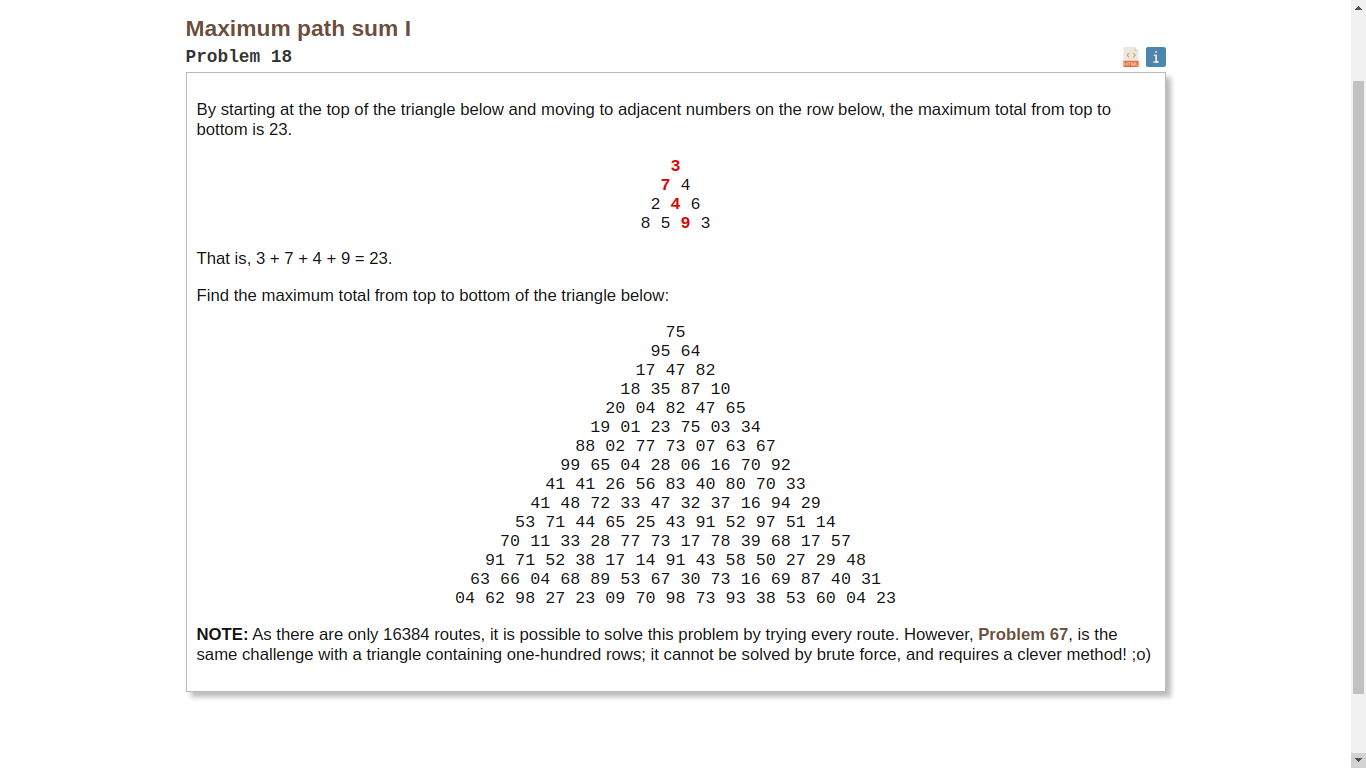 Maximum path sum I
Problem 18
HTML
i
By starting at the top of the triangle below and moving to adjacent numbers on the row below, the maximum total from top to
bottom is 23.
3
7 4
2 4 6
8 5 9 3
That is, 3 + 7 + 4 + 9 = 23.
Find the maximum total from top to bottom of the triangle below:
75
95 64
17 47 82
18 35 87 10
20 04 82 47 65
19 01 23 75 03 34
88 02 77 73 07 63 67
99 65 04 28 06 16 70 92
41 41 26 56 83 40 80 70 33
41 48 72 33 47 32 37 16 94 29
53 71 44 65 25 43 91 52 97 51 14
70 11 33 28 77 73 17 78 39 68 17 57
91 71 52 38 17 14 91 43 58 50 27 29 48
63 66 04 68 89 53 67 30 73 16 69 87 40 31
04 62 98 27 23 09 70 98 73 93 38 53 60 04 23
NOTE: As there are only 16384 routes, it is possible to solve this problem by trying every route. However, Problem 67, is the
same challenge with a triangle containing one-hundred rows; it cannot be solved by brute force, and requires a clever method! ;o)